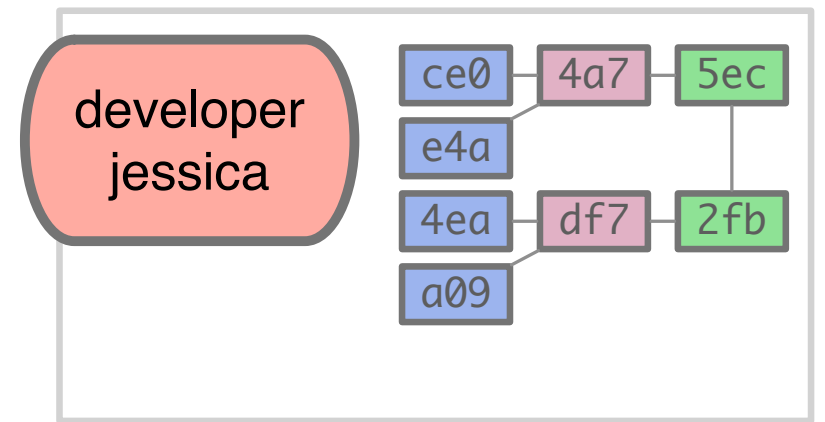 developer
jessica
ce0 4a7 5ec
e4a
4ea df7 2fb
a09